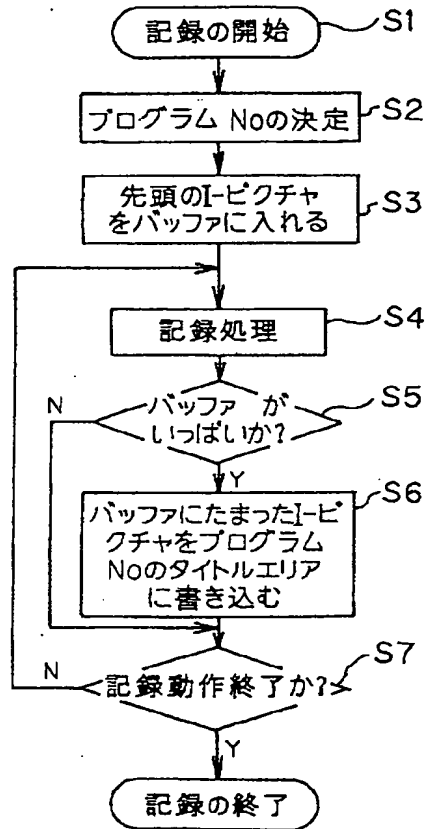 記録の開始
S1
プログラム Noの決定
S2
先頭のI-ピクチャ
をバッファに入れる
S3
記録処理
S4
バッファ が
いっぱいか?
S5
N
Y
バッファにたまったI-ピ
クチャをプログラム
Noのタイトルエリア
に書き込む
S6
記録動作終了か?
S7
N
Y
記録の終了